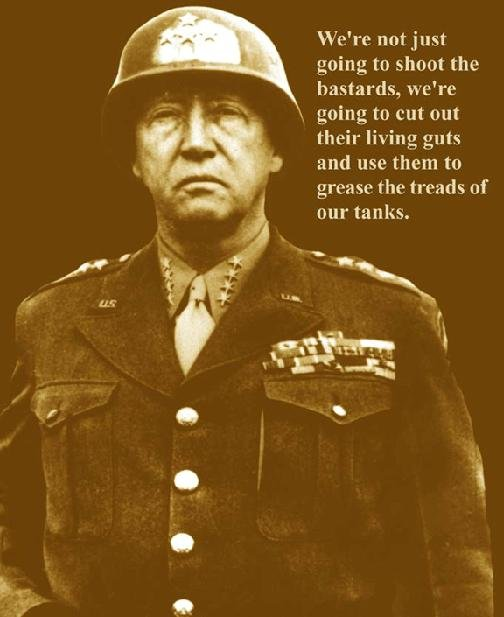 We're not just
going to shoot the
bastards, we're
going to cut out
their living guts
and use them to
grease the treads of
our tanks.
US
U.S.